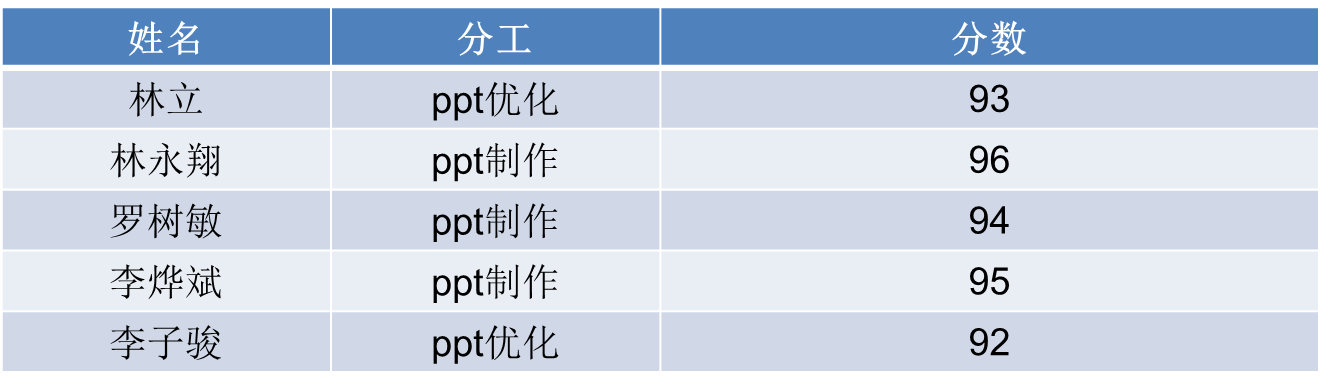 姓名 分工 分数
林立 ppt优化 93
林永翔 ppt制作 96
罗树敏 ppt制作 94
李烨斌 ppt制作 95
李子骏 ppt优化 92